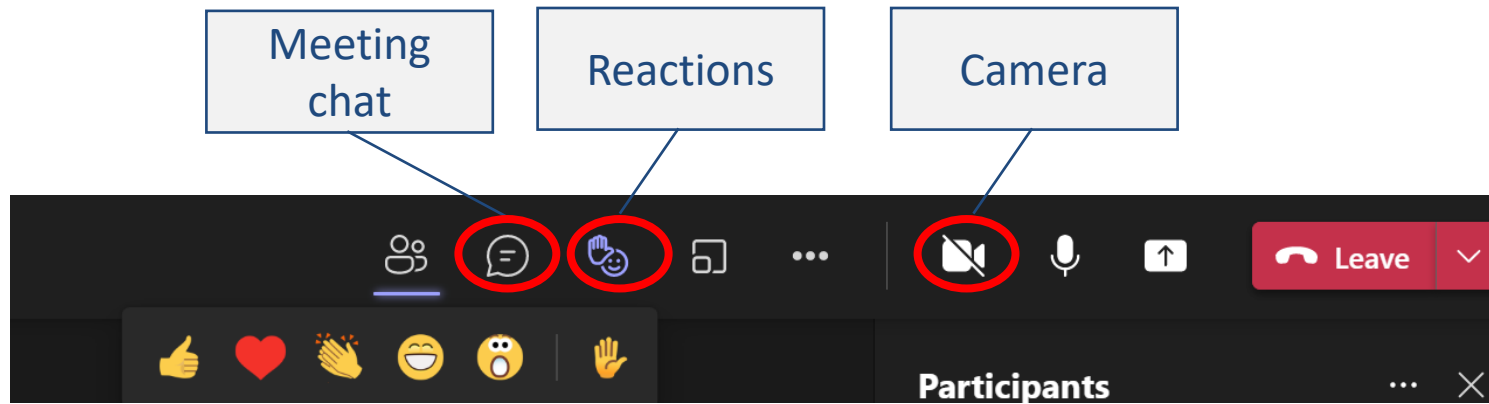 Meeting
chat
Reactions
Camera
Leave
Participants